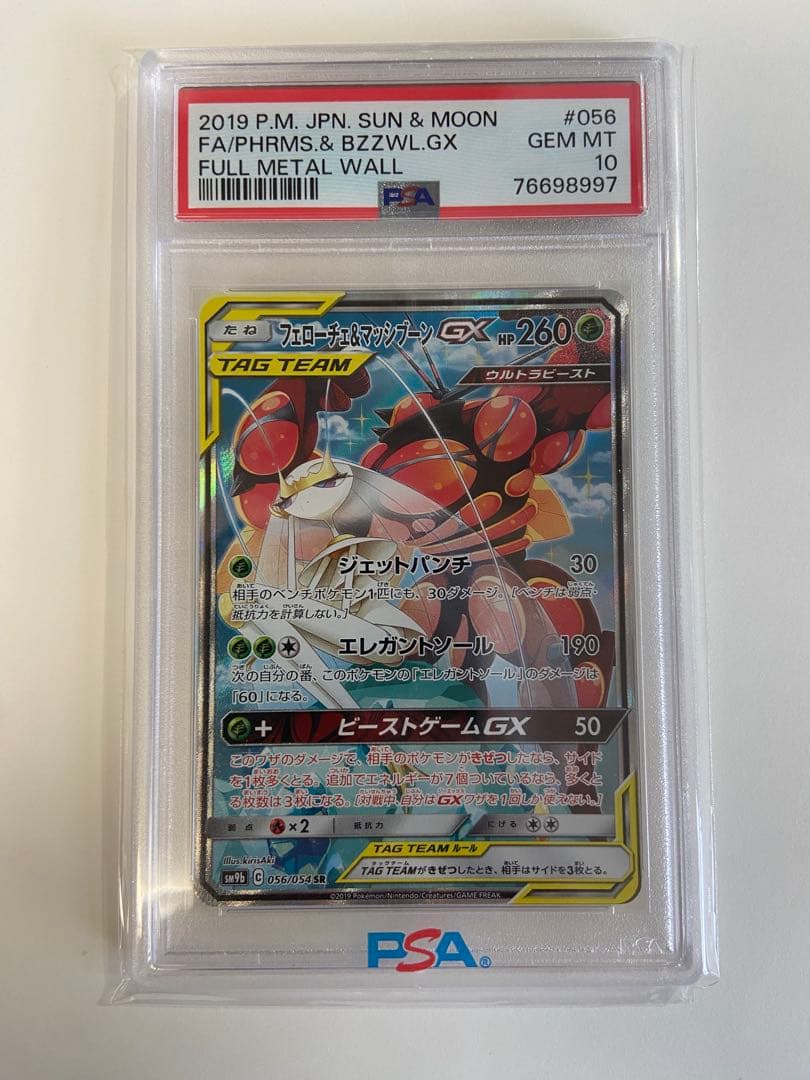 2019 P.M. JPN. SUN & MOON #056
FA/PHRMS.& BZZWL.GX GEM MT
FULL METAL WALL 10
76698997
PSA
たね フェローチェ&マッシブーン GX HP 260
TAG TEAM
ウルトラビースト
ジェットパンチ 30
相手のベンチポケモン1匹にも、30ダメージ。[ベンチは弱点・
抵抗力を計算しない。]
エレガントソール 190
次の自分の番、このポケモンの「エレガントソール」のダメージは
「60」になる。
+ ビーストゲームGX 50
このワザのダメージで、相手のポケモンがきぜつしたなら、サイド
を1枚多くとる。追加でエネルギーが7個ついているなら、多くと
る枚数は3枚になる。[対戦中、自分はGXワザを1回しか使えない。]
弱点 ×2 抵抗力 にげる
TAG TEAM ルール
Illus.kirisAki
TAG TEAMがきぜつしたとき、相手はサイドを3枚とる。
SM9b C 056/054 SR
©2019 Pokémon/Nintendo/Creatures/GAME FREAK
PSA®